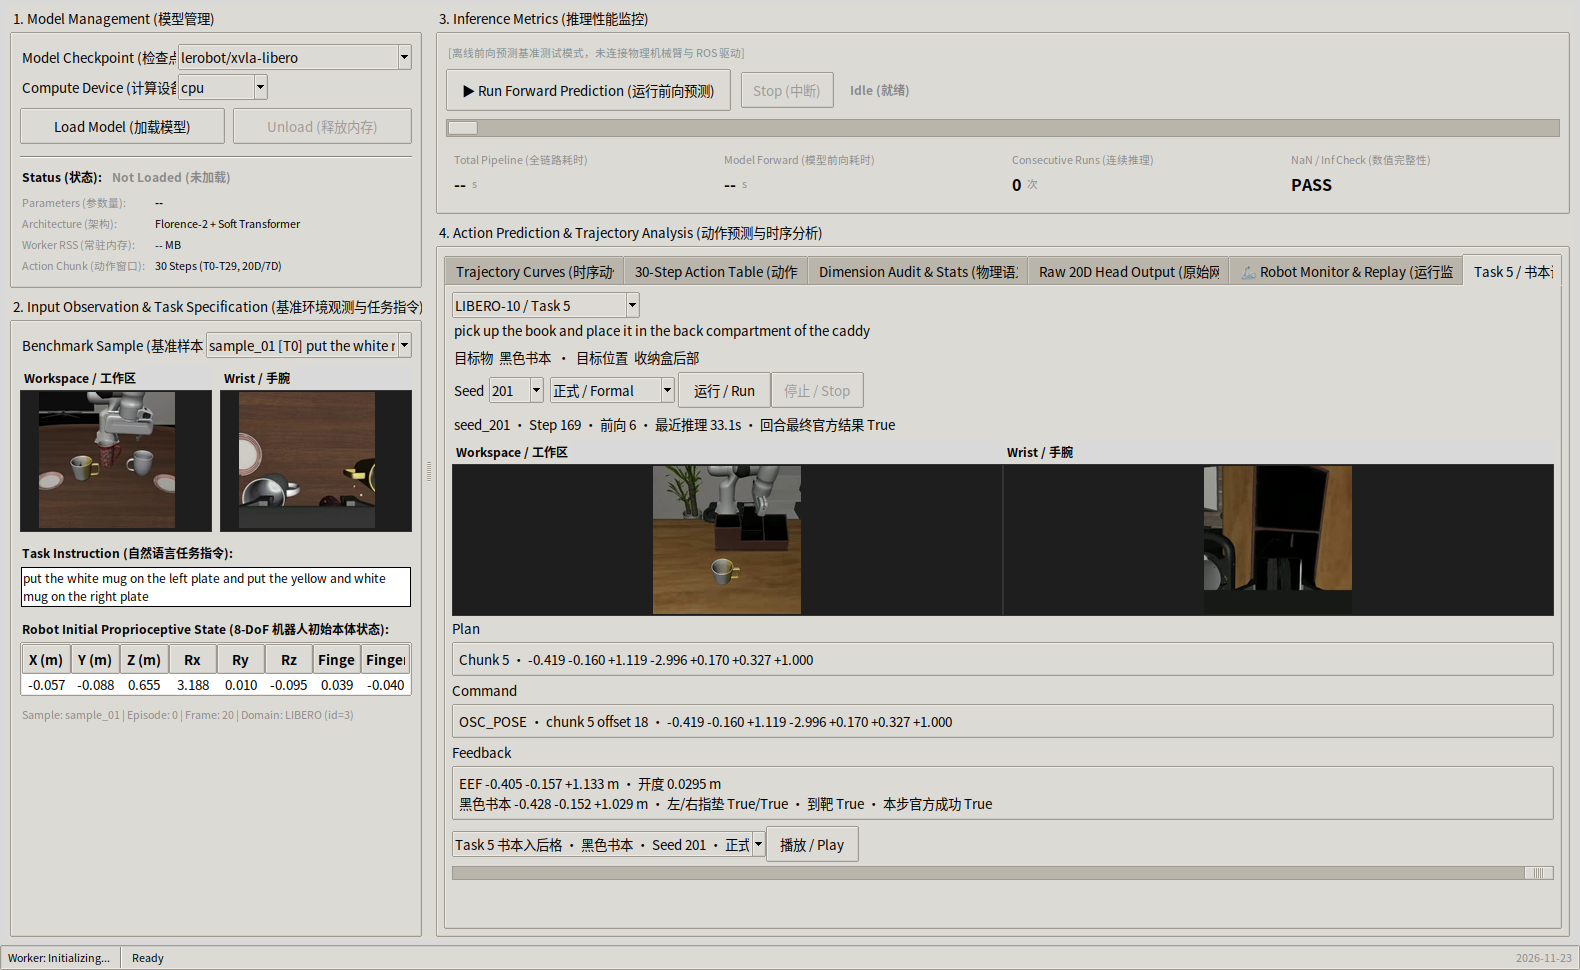 1. Model Management (模型管理)
Model Checkpoint (检查点
lerobot/xvla-libero
Compute Device (计算设备
cpu
Load Model (加载模型)
Unload (释放内存)
Status (状态): Not Loaded (未加载)
Parameters (参数量): --
Architecture (架构): Florence-2 + Soft Transformer
Worker RSS (常驻内存): -- MB
Action Chunk (动作窗口): 30 Steps (T0-T29, 20D/7D)
2. Input Observation & Task Specification (基准环境观测与任务指令)
Benchmark Sample (基准样本
sample_01 [T0] put the white
Workspace / 工作区
Wrist / 手腕
Task Instruction (自然语言任务指令):
put the white mug on the left plate and put the yellow and white
mug on the right plate
Robot Initial Proprioceptive State (8-DoF 机器人初始本体状态):
X (m) Y (m) Z (m) Rx Ry Rz Finge Finger
-0.057 -0.088 0.655 3.188 0.010 -0.095 0.039 -0.040
Sample: sample_01 | Episode: 0 | Frame: 20 | Domain: LIBERO (id=3)
3. Inference Metrics (推理性能监控)
[离线前向预测基准测试模式，未连接物理机械臂与 ROS 驱动]
▶ Run Forward Prediction (运行前向预测)
Stop (中断)
Idle (就绪)
Total Pipeline (全链路耗时)
Model Forward (模型前向耗时)
Consecutive Runs (连续推理)
NaN / Inf Check (数值完整性)
-- s
-- s
0 次
PASS
4. Action Prediction & Trajectory Analysis (动作预测与时序分析)
Trajectory Curves (时序动
30-Step Action Table (动作
Dimension Audit & Stats (物理语
Raw 20D Head Output (原始网
🦾 Robot Monitor & Replay (运行监
Task 5 / 书本
LIBERO-10 / Task 5
pick up the book and place it in the back compartment of the caddy
目标物 黑色书本 · 目标位置 收纳盒后部
Seed 201 正式 / Formal 运行 / Run 停止 / Stop
seed_201 · Step 169 · 前向 6 · 最近推理 33.1s · 回合最终官方结果 True
Workspace / 工作区
Wrist / 手腕
Plan
Chunk 5 · -0.419 -0.160 +1.119 -2.996 +0.170 +0.327 +1.000
Command
OSC_POSE · chunk 5 offset 18 · -0.419 -0.160 +1.119 -2.996 +0.170 +0.327 +1.000
Feedback
EEF -0.405 -0.157 +1.133 m · 开度 0.0295 m
黑色书本 -0.428 -0.152 +1.029 m · 左/右指垫 True/True · 到靶 True · 本步官方成功 True
Task 5 书本入后格 · 黑色书本 · Seed 201 · 正式
播放 / Play
Worker: Initializing...
Ready
2026-11-23